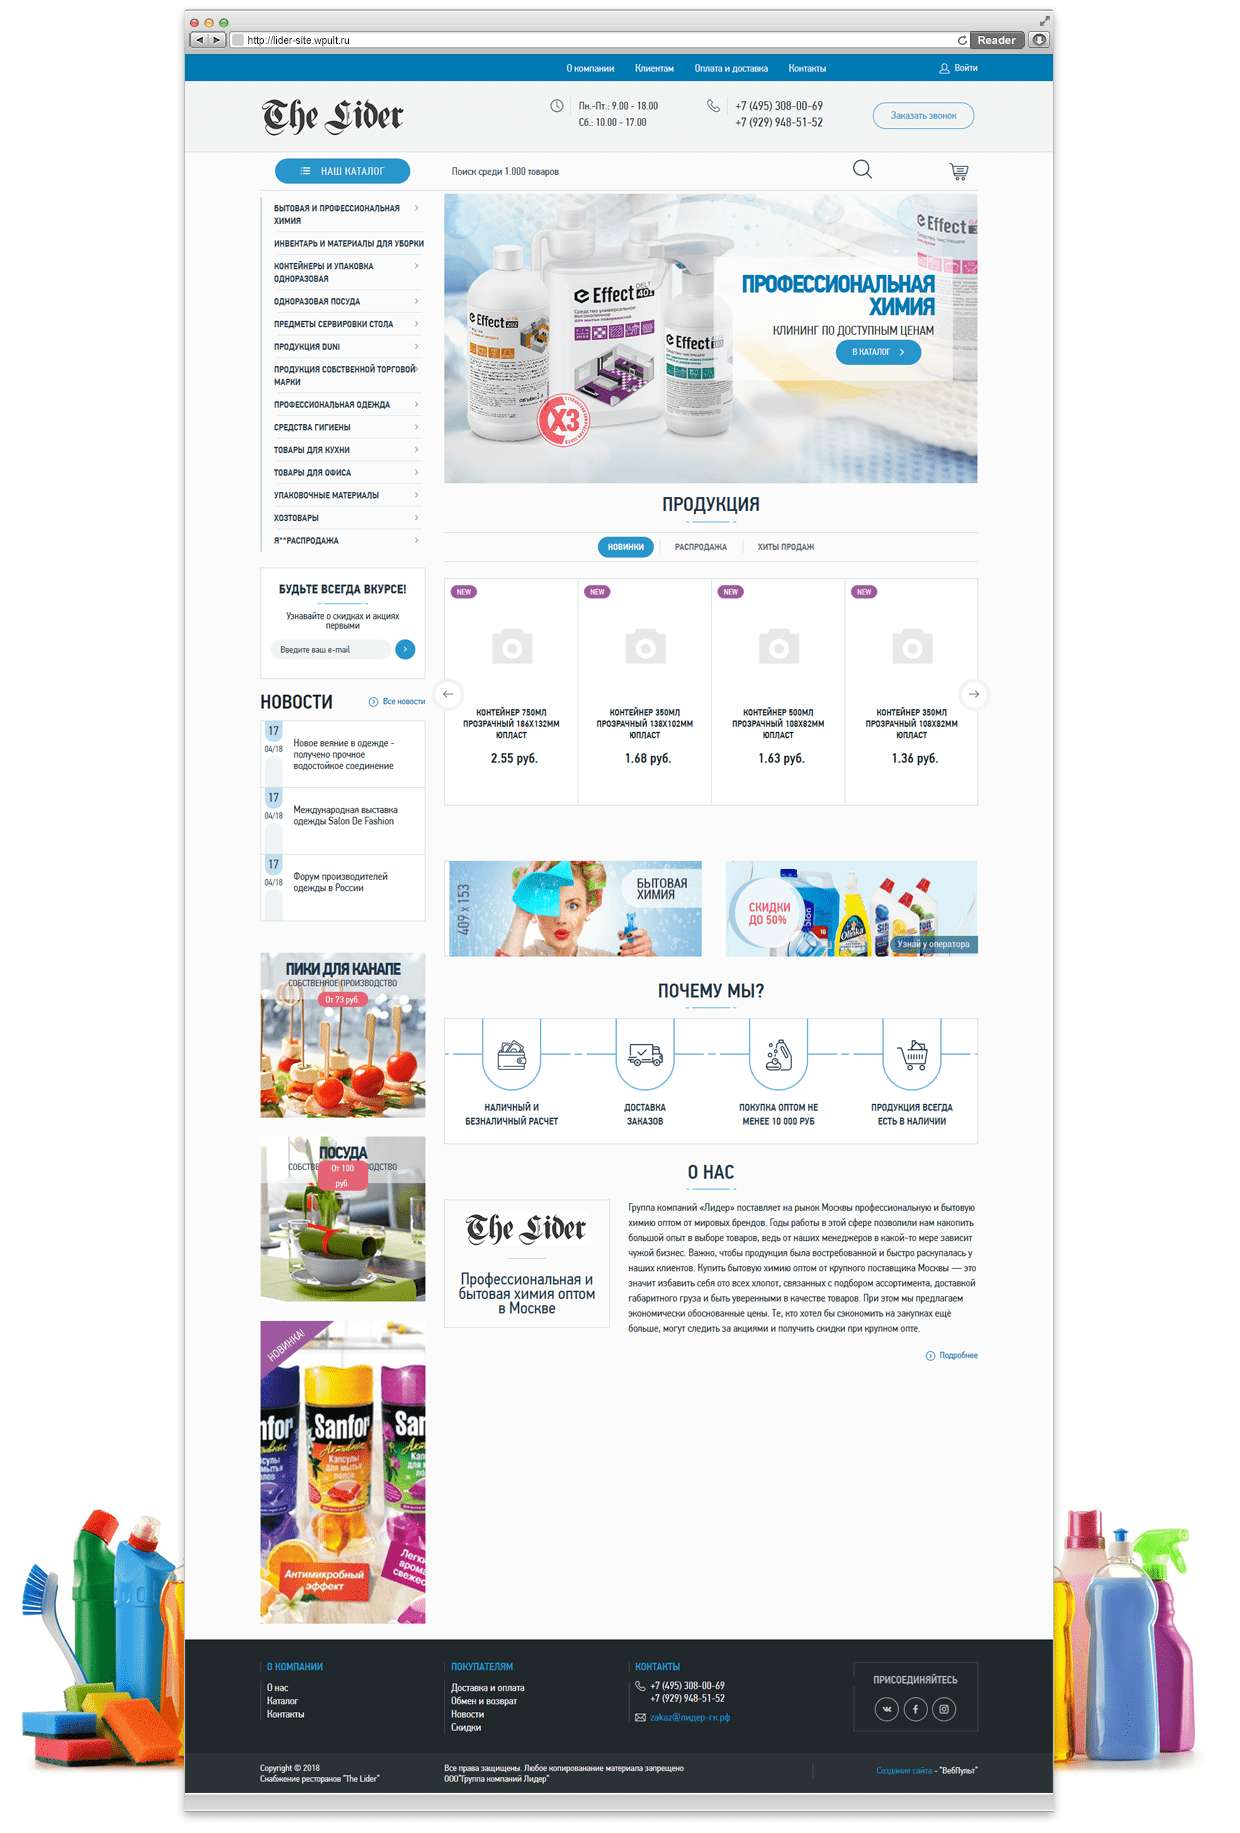 http://lider-site.wpult.ru
Reader
О компании Клиентам Оплата и доставка Контакты Войти
The Lider
Пн.-Пт.: 9.00 - 18.00
Сб.: 10.00 - 17.00
+7 (495) 308-00-69
+7 (929) 948-51-52
Заказать звонок
НАШ КАТАЛОГ
Поиск среди 1.000 товаров
БЫТОВАЯ И ПРОФЕССИОНАЛЬНАЯ
ХИМИЯ
ИНВЕНТАРЬ И МАТЕРИАЛЫ ДЛЯ УБОРКИ
КОНТЕЙНЕРЫ И УПАКОВКА
ОДНОРАЗОВАЯ
ОДНОРАЗОВАЯ ПОСУДА
ПРЕДМЕТЫ СЕРВИРОВКИ СТОЛА
ПРОДУКЦИЯ DUNI
ПРОДУКЦИЯ СОБСТВЕННОЙ ТОРГОВОЙ
МАРКИ
ПРОФЕССИОНАЛЬНАЯ ОДЕЖДА
СРЕДСТВА ГИГИЕНЫ
ТОВАРЫ ДЛЯ КУХНИ
ТОВАРЫ ДЛЯ ОФИСА
УПАКОВОЧНЫЕ МАТЕРИАЛЫ
ХОЗТОВАРЫ
Я**РАСПРОДАЖА
Effect
202
Effect DELTA 401
Средство универсальное
Effect
Effect
X3
ПРОФЕССИОНАЛЬНАЯ
ХИМИЯ
КЛИНИНГ ПО ДОСТУПНЫМ ЦЕНАМ
В КАТАЛОГ
ПРОДУКЦИЯ
НОВИНКИ РАСПРОДАЖА ХИТЫ ПРОДАЖ
NEW NEW NEW NEW
КОНТЕЙНЕР 750МЛ
ПРОЗРАЧНЫЙ 186Х132ММ
ЮПЛАСТ
2.55 руб.
КОНТЕЙНЕР 350МЛ
ПРОЗРАЧНЫЙ 138Х102ММ
ЮПЛАСТ
1.68 руб.
КОНТЕЙНЕР 500МЛ
ПРОЗРАЧНЫЙ 108Х82ММ
ЮПЛАСТ
1.63 руб.
КОНТЕЙНЕР 350МЛ
ПРОЗРАЧНЫЙ 108Х82ММ
ЮПЛАСТ
1.36 руб.
БУДЬТЕ ВСЕГДА ВКУРСЕ!
Узнавайте о скидках и акциях
первыми
Введите ваш e-mail
НОВОСТИ
Все новости
17
04/18
Новое веяние в одежде -
получено прочное
водостойкое соединение
17
04/18
Международная выставка
одежды Salon De Fashion
17
04/18
Форум производителей
одежды в России
409 x 153
БЫТОВАЯ
ХИМИЯ
СКИДКИ
ДО 50%
Узнай у оператора
ПИКИ ДЛЯ КАНАПЕ
СОБСТВЕННОЕ ПРОИЗВОДСТВО
От 73 руб.
ПОСУДА
От 100
руб.
НОВИНКА!
Sanfor
Активные
Капсулы
для мытья
полов
Антимикробный
эффект
ПОЧЕМУ МЫ?
НАЛИЧНЫЙ И
БЕЗНАЛИЧНЫЙ РАСЧЕТ
ДОСТАВКА
ЗАКАЗОВ
ПОКУПКА ОПТОМ НЕ
МЕНЕЕ 10 000 РУБ
ПРОДУКЦИЯ ВСЕГДА
ЕСТЬ В НАЛИЧИИ
О НАС
The Lider
Профессиональная и
бытовая химия оптом
в Москве
Группа компаний «Лидер» поставляет на рынок Москвы профессиональную и бытовую
химию оптом от мировых брендов. Годы работы в этой сфере позволили нам накопить
большой опыт в выборе товаров, ведь от наших менеджеров в какой-то мере зависит
чужой бизнес. Важно, чтобы продукция была востребованной и быстро раскупалась у
наших клиентов. Купить бытовую химию оптом от крупного поставщика Москвы — это
значит избавить себя ото всех хлопот, связанных с подбором ассортимента, доставкой
габаритного груза и быть уверенными в качестве товаров. При этом мы предлагаем
экономически обоснованные цены. Те, кто хотел бы сэкономить на закупках ещё
больше, могут следить за акциями и получить скидки при крупном опте.
Подробнее
О КОМПАНИИ
О нас
Каталог
Контакты
ПОКУПАТЕЛЯМ
Доставка и оплата
Обмен и возврат
Новости
Скидки
КОНТАКТЫ
+7 (495) 308-00-69
+7 (929) 948-51-52
zakaz@лидер-гк.рф
ПРИСОЕДИНЯЙТЕСЬ
Copyright © 2018
Снабжение ресторанов "The Lider"
Все права защищены. Любое копированание материала запрещено
ООО"Группа компаний Лидер"
Создание сайта - "ВебПульт"